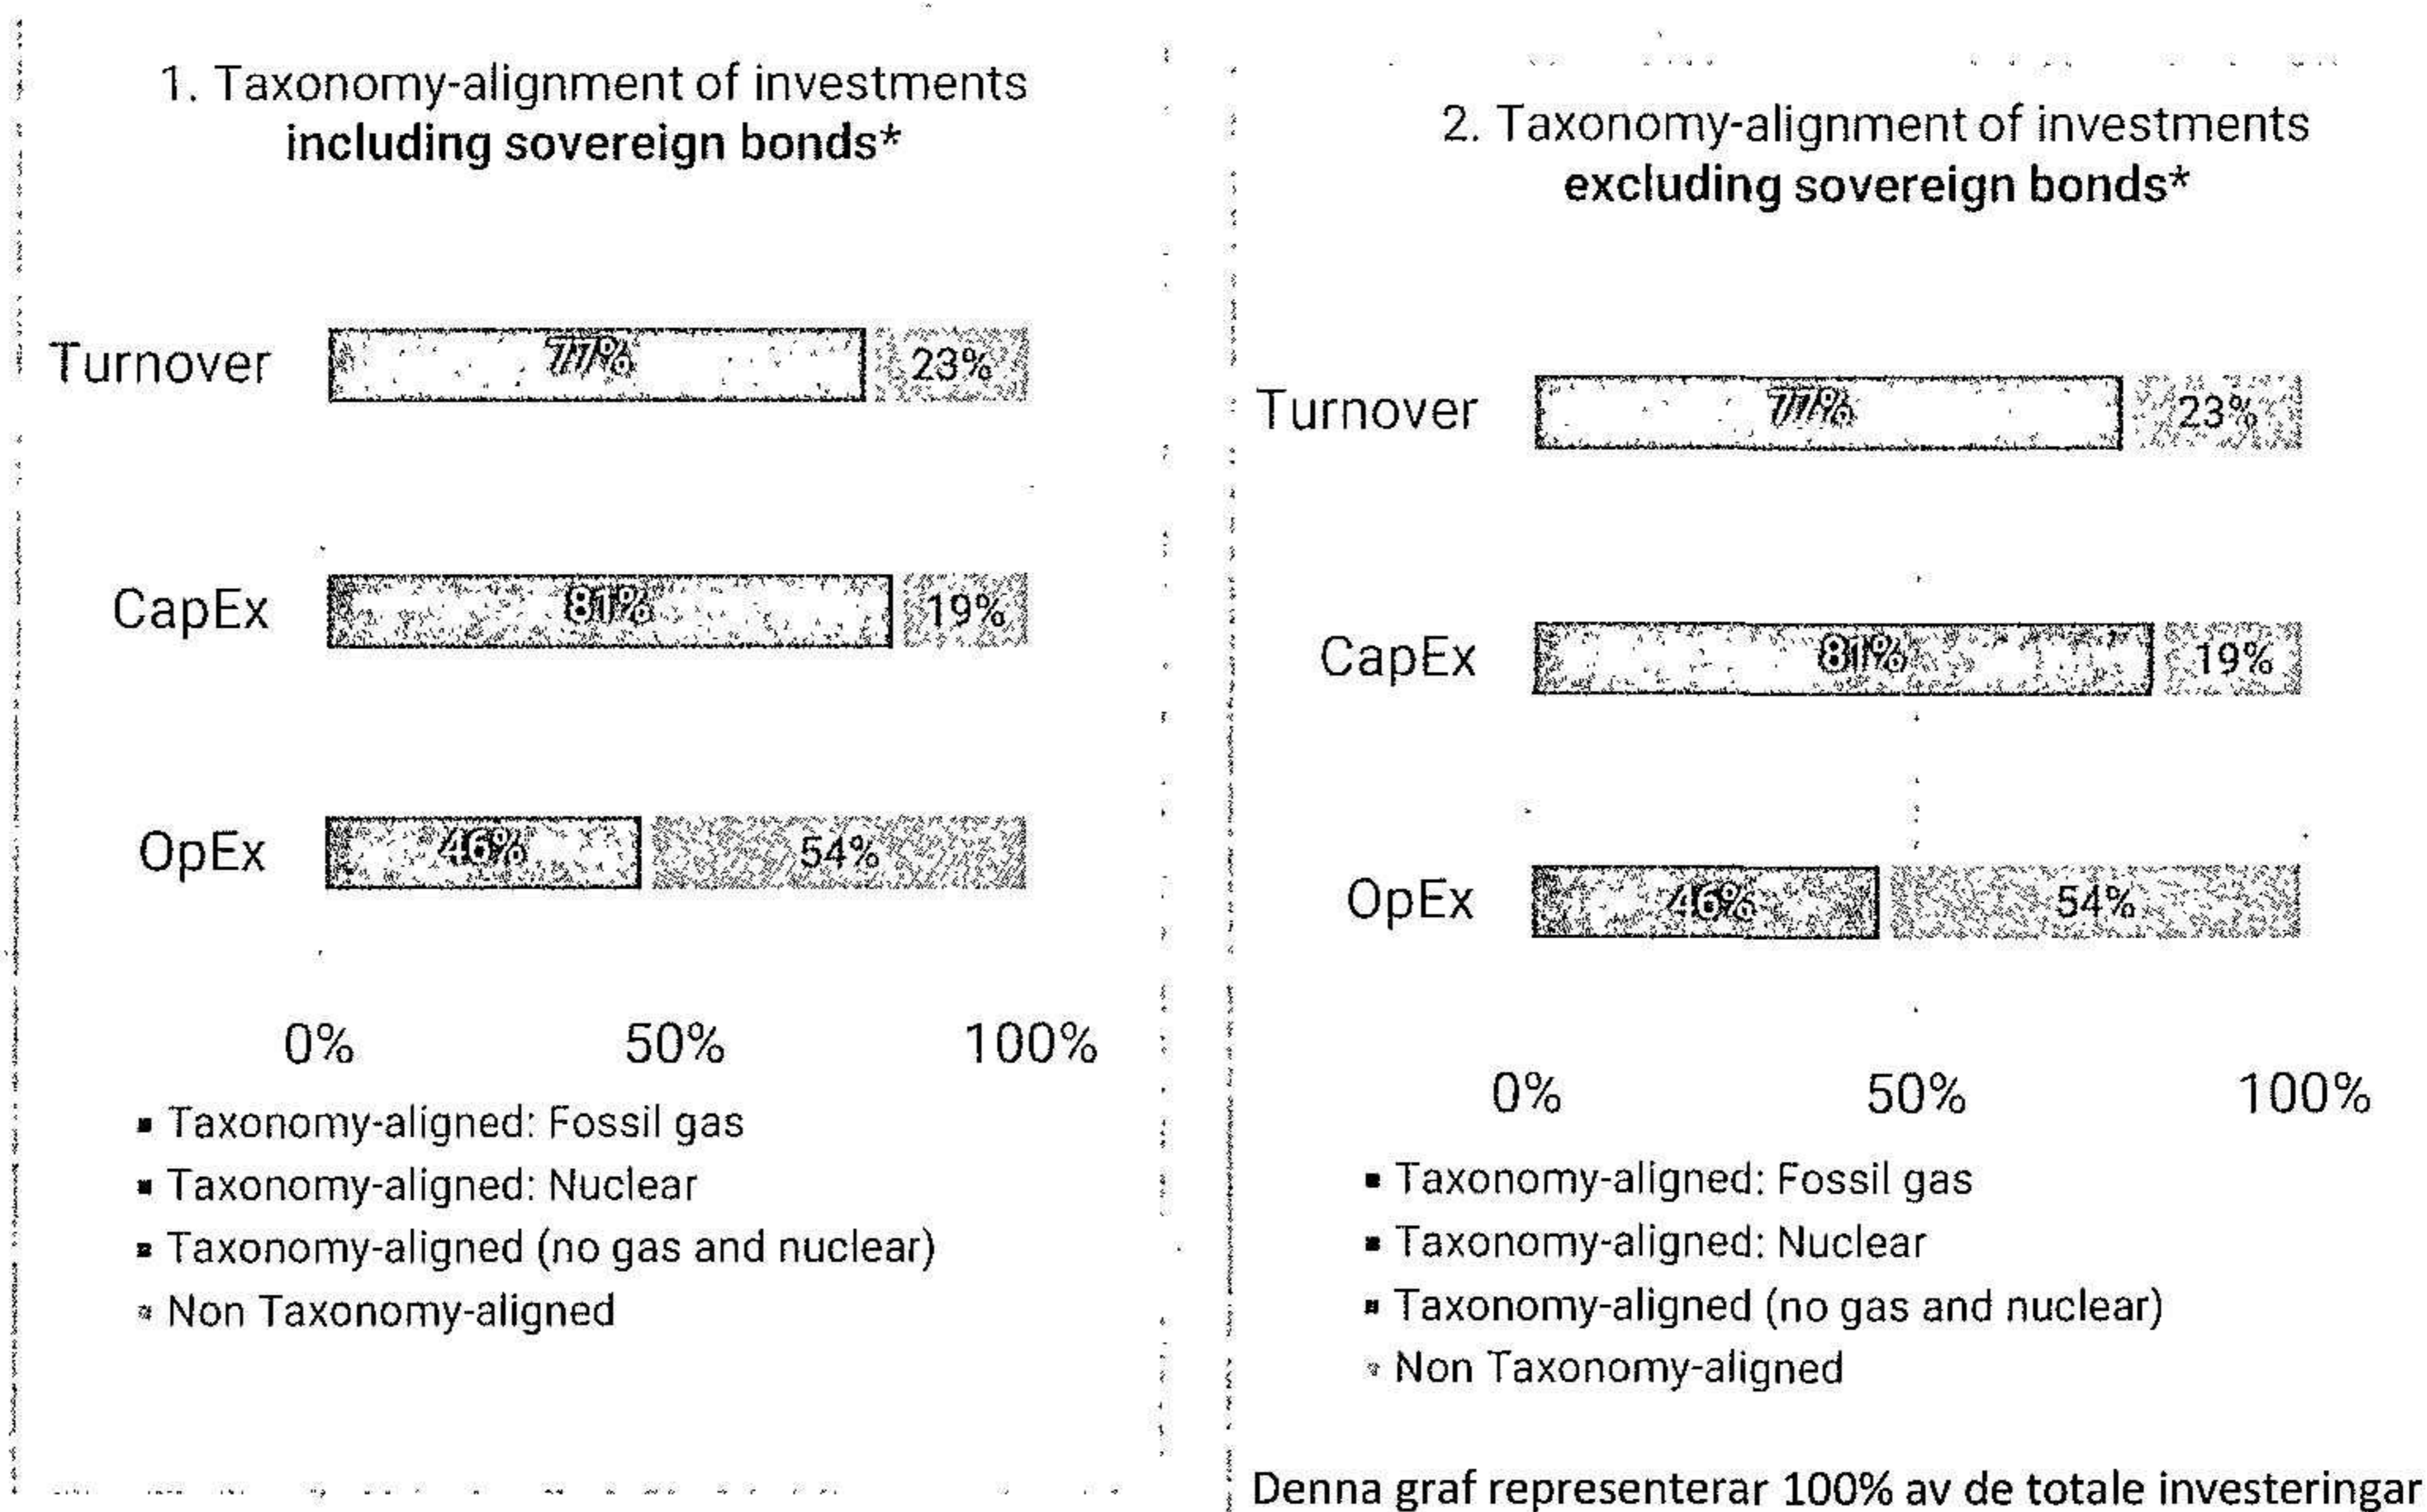 1. Taxonomy-alignment of investments
including sovereign bonds*
Turnover
77%
23%
CapEx
81%
19%
OpEx
46%
54%
0%
50%
100%
Taxonomy-aligned: Fossil gas
Taxonomy-aligned: Nuclear
Taxonomy-aligned (no gas and nuclear)
Non Taxonomy-aligned
2. Taxonomy-alignment of investments
excluding sovereign bonds*
Turnover
77%
23%
CapEx
81%
19%
OpEx
46%
54%
0%
50%
100%
Taxonomy-aligned: Fossil gas
Taxonomy-aligned: Nuclear
Taxonomy-aligned (no gas and nuclear)
Non Taxonomy-aligned
Denna graf representerar 100% av de totale investeringar